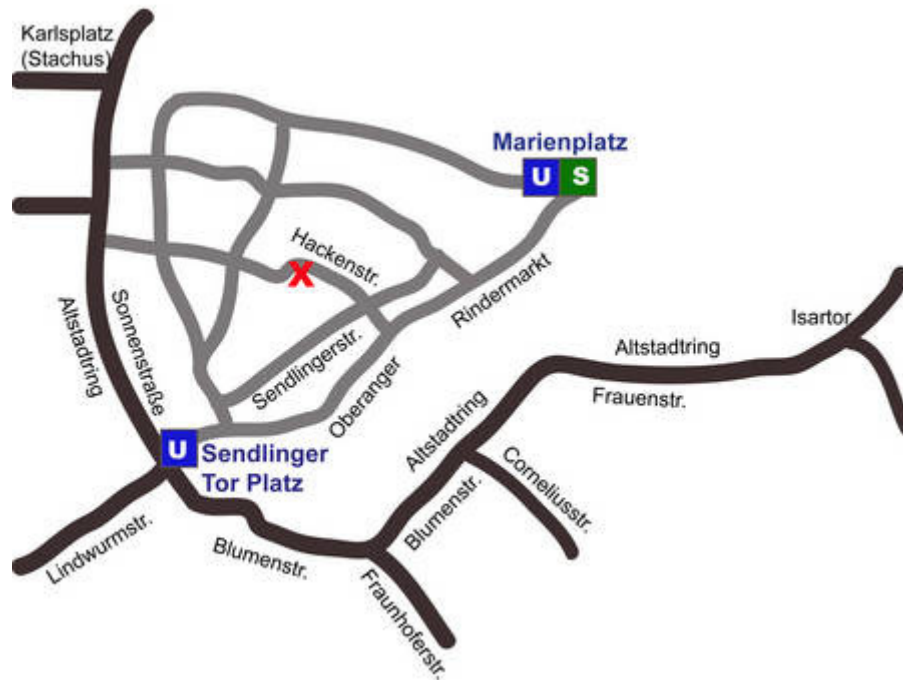 Karlsplatz
(Stachus)
Marienplatz
U S
Hackenstr.
Rindermarkt
Isartor
Altstadtring
Sonnenstraße
Sendlingerstr.
Oberanger
Altstadtring
Frauenstr.
Altstadtring
U
Sendlinger
Tor Platz
Blumenstr.
Corneliusstr.
Lindwurmstr.
Blumenstr.
Fraunhoferstr.
X